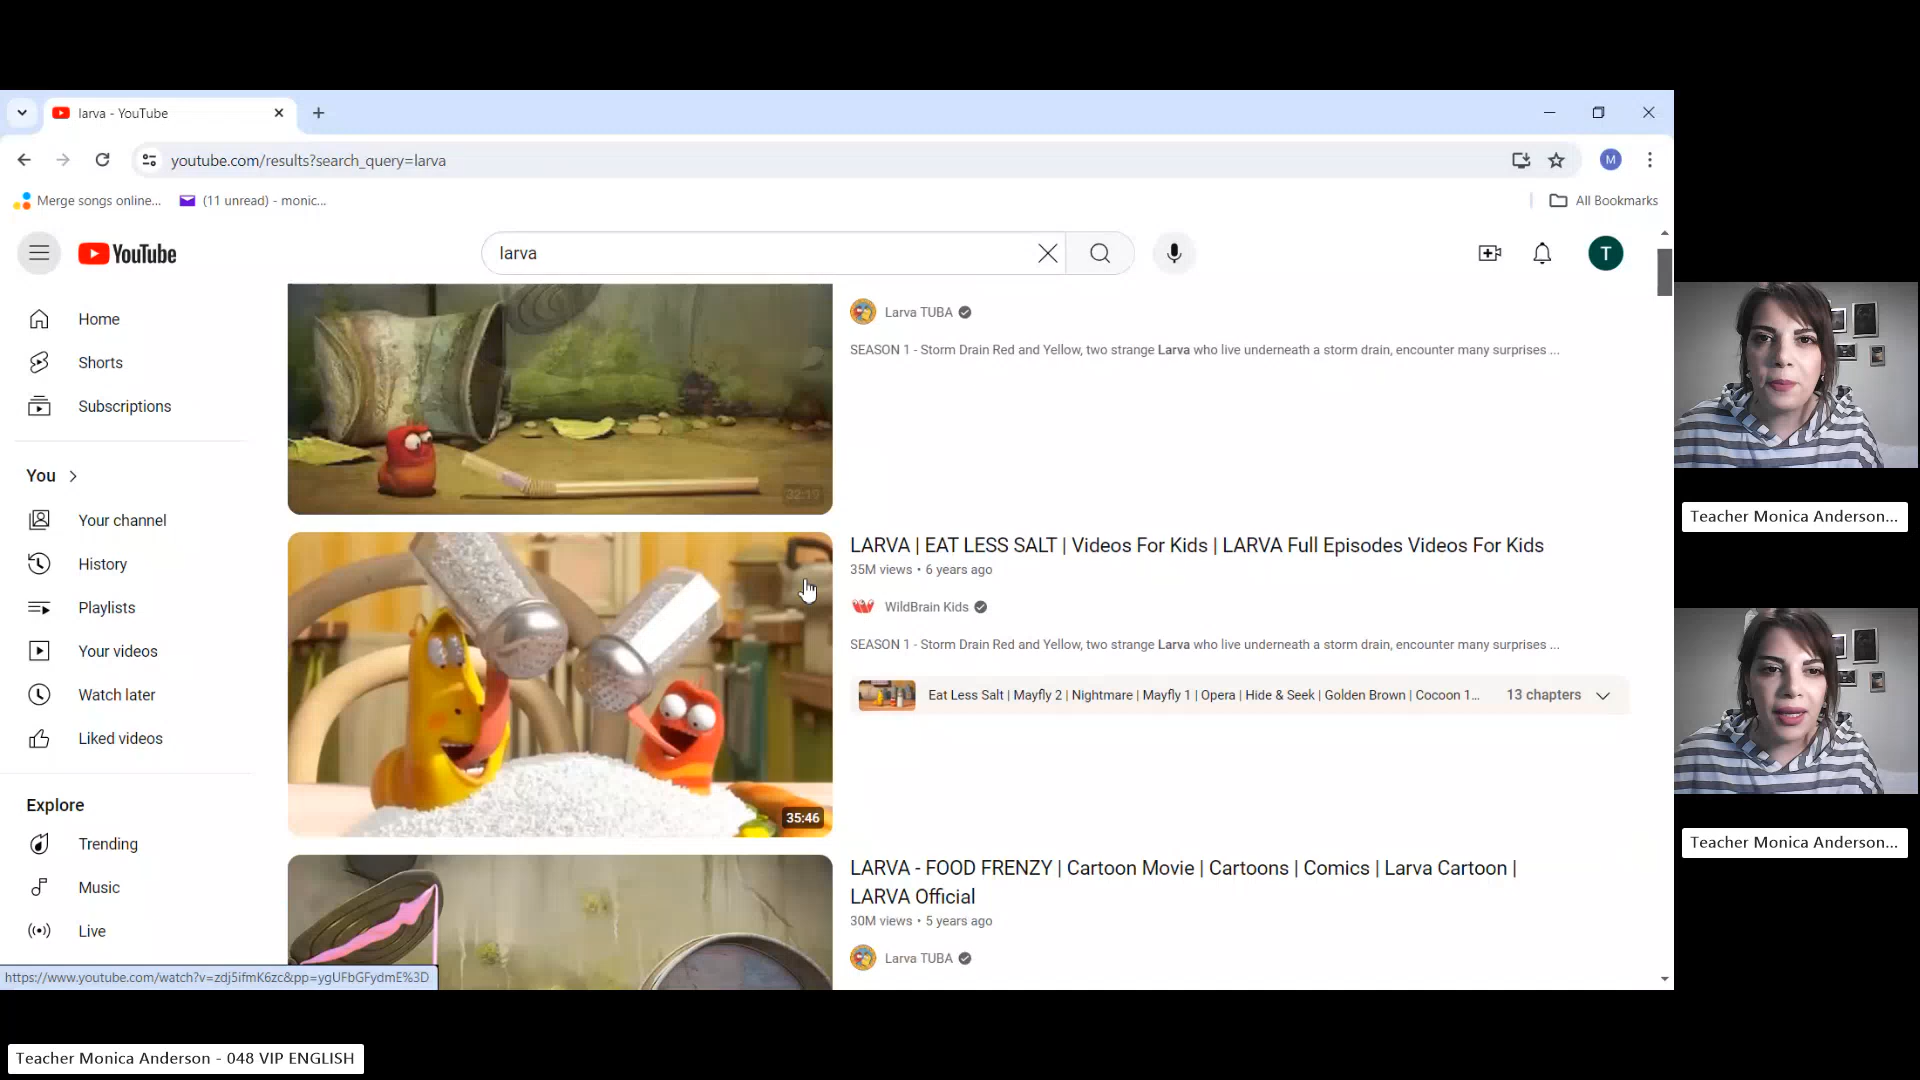 larva - YouTube
youtube.com/results?search_query=larva
M
Merge songs online...
(11 unread) - monic...
All Bookmarks
YouTube
larva
T
Home
Shorts
Subscriptions
You
Your channel
History
Playlists
Your videos
Watch later
Liked videos
Explore
Trending
Music
Live
32:19
Larva TUBA
SEASON 1 - Storm Drain Red and Yellow, two strange Larva who live underneath a storm drain, encounter many surprises ...
35:46
LARVA | EAT LESS SALT | Videos For Kids | LARVA Full Episodes Videos For Kids
35M views • 6 years ago
WildBrain Kids
SEASON 1 - Storm Drain Red and Yellow, two strange Larva who live underneath a storm drain, encounter many surprises ...
Eat Less Salt | Mayfly 2 | Nightmare | Mayfly 1 | Opera | Hide & Seek | Golden Brown | Cocoon 1...
13 chapters
LARVA - FOOD FRENZY | Cartoon Movie | Cartoons | Comics | Larva Cartoon |
LARVA Official
30M views • 5 years ago
Larva TUBA
https://www.youtube.com/watch?v=zdj5ifmK6zc&pp=ygUFbGFydmE%3D
Teacher Monica Anderson...
Teacher Monica Anderson...
Teacher Monica Anderson - 048 VIP ENGLISH